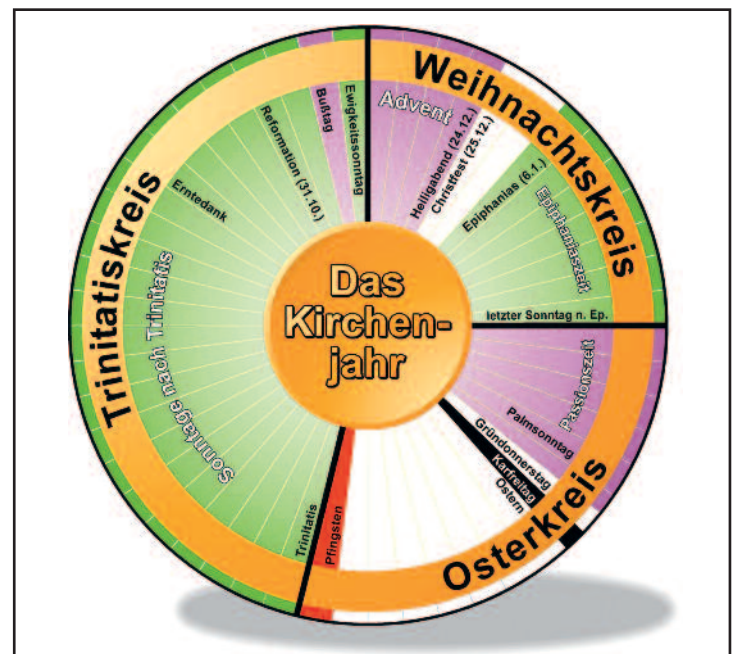 Das
Kirchen-
jahr
Weihnachtskreis
Advent
Heiligabend (24.12.)
Christfest (25.12.)
Epiphanias (6.1.)
Epiphaniaszeit
letzter Sonntag n. Ep.
Osterkreis
Passionszeit
Palmsonntag
Gründonnerstag
Karfreitag
Ostern
Pfingsten
Trinitatiskreis
Trinitatis
Sonntage nach Trinitatis
Erntedank
Reformation (31.10.)
Bußtag
Ewigkeitssonntag